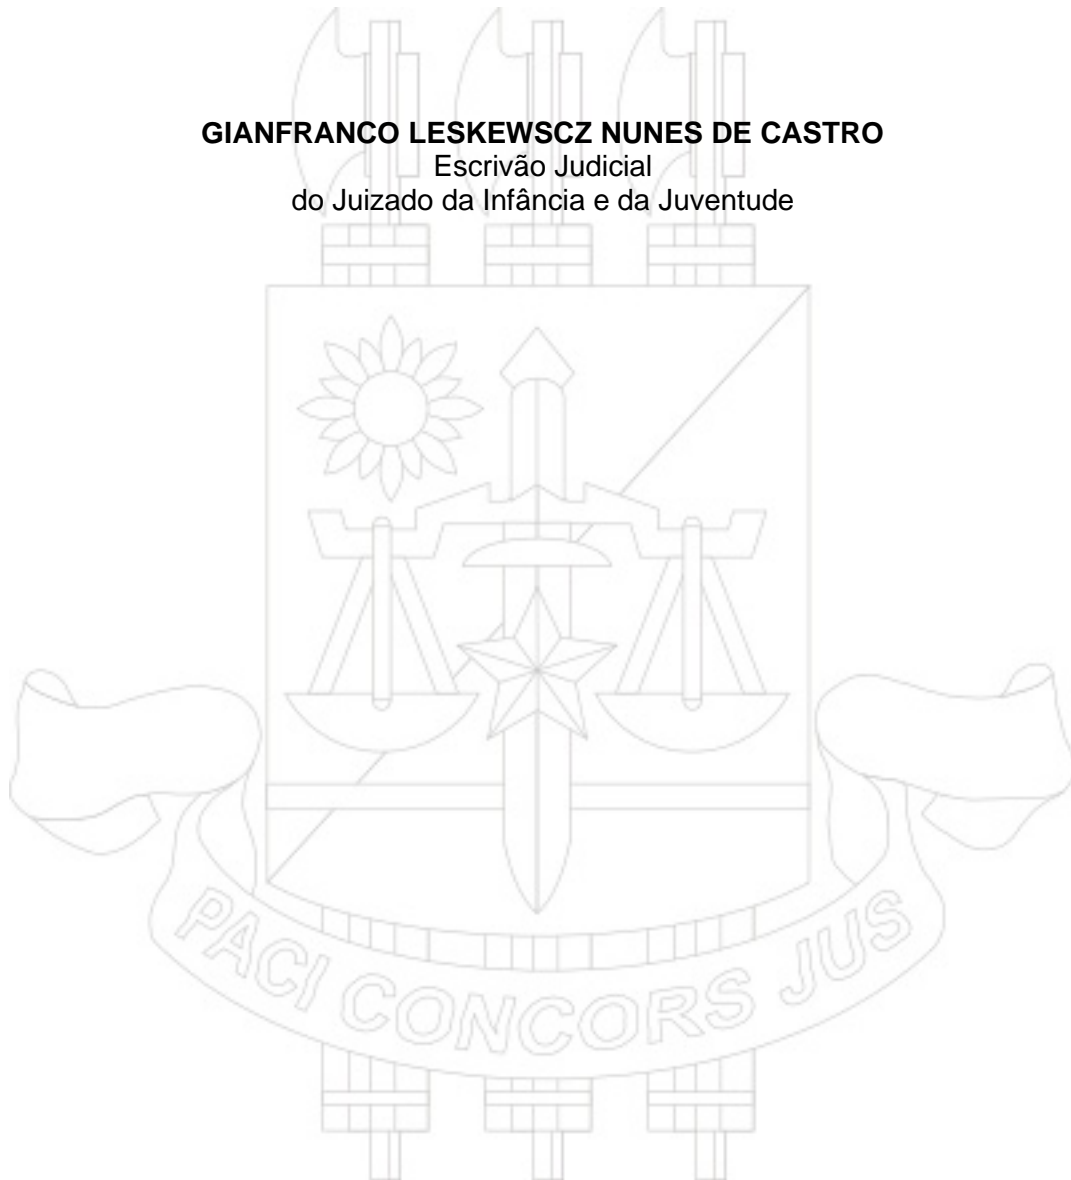 GIANFRANCO LESKEWSCZ NUNES DE CASTRO
Escrivão Judicial
do Juizado da Infância e da Juventude
PACI CONCORS JUS